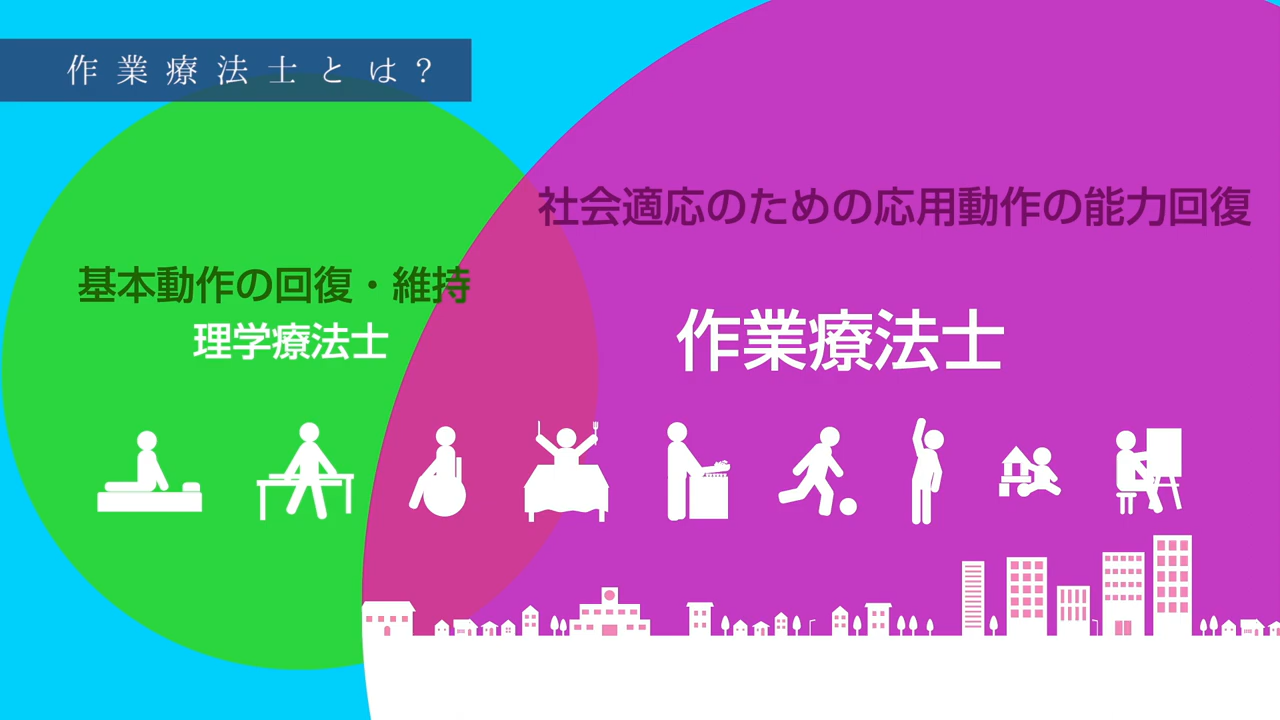 作業療法士とは？
社会適応のための応用動作の能力回復
基本動作の回復・維持
理学療法士
作業療法士